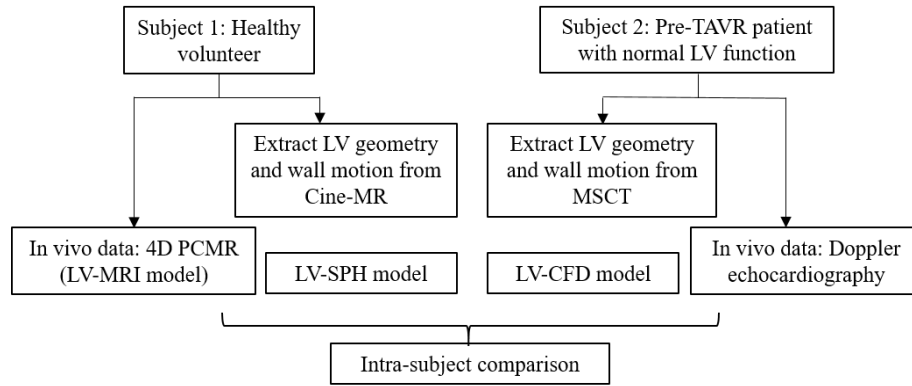 Subject 1: Healthy
volunteer
Subject 2: Pre-TAVR patient
with normal LV function
Extract LV geometry
and wall motion from
Cine-MR
Extract LV geometry
and wall motion from
MSCT
In vivo data: 4D PCMR
(LV-MRI model)
LV-SPH model
LV-CFD model
In vivo data: Doppler
echocardiography
Intra-subject comparison